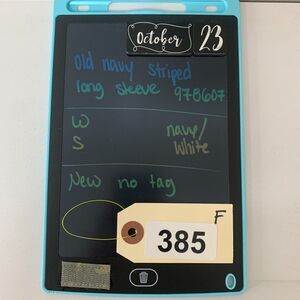 October 23
Old navy striped
long sleeve 978607
W navy/
S White
New no tag
F
385